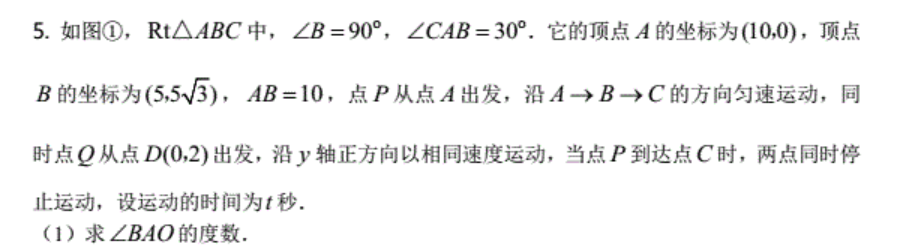 5. 如图①，Rt△ABC 中，∠B=90°，∠CAB=30°．它的顶点 A 的坐标为(10,0)，顶点
B 的坐标为(5,5√3)，AB=10，点 P 从点 A 出发，沿 A→B→C 的方向匀速运动，同
时点 Q 从点 D(0,2) 出发，沿 y 轴正方向以相同速度运动，当点 P 到达点 C 时，两点同时停
止运动，设运动的时间为 t 秒．
（1）求 ∠BAO 的度数．